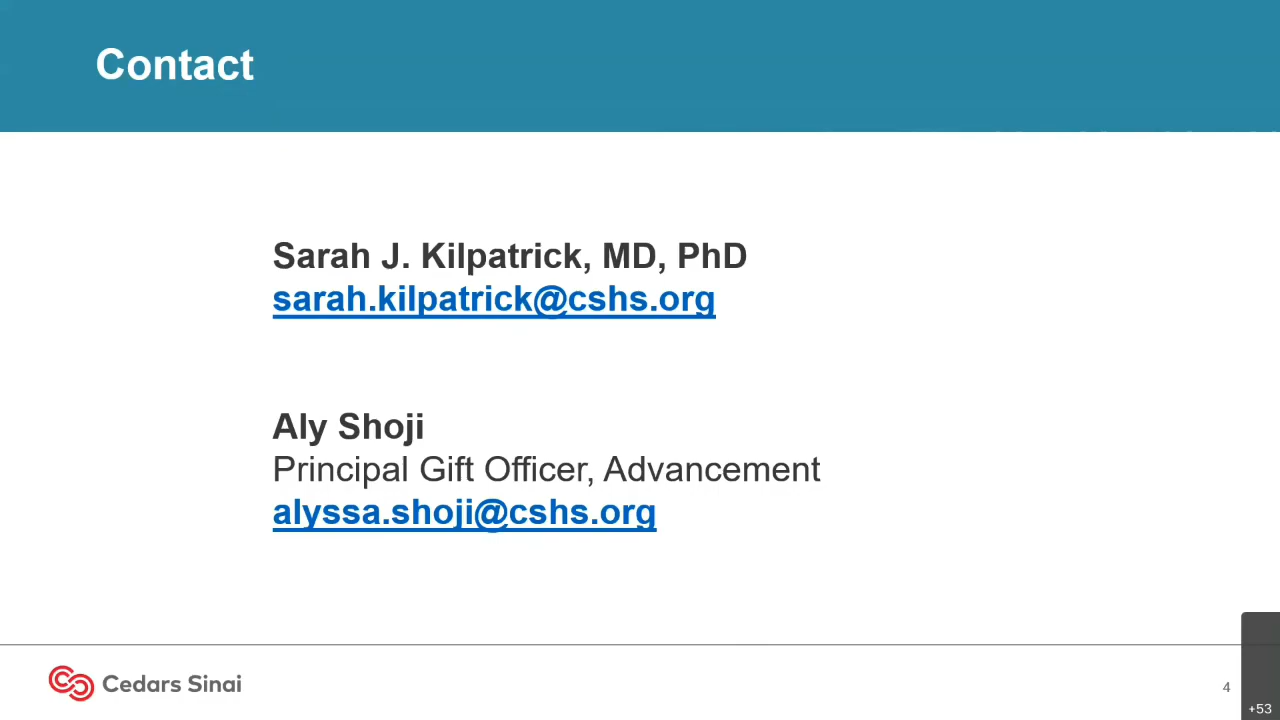 Contact
Sarah J. Kilpatrick, MD, PhD
sarah.kilpatrick@cshs.org
Aly Shoji
Principal Gift Officer, Advancement
alyssa.shoji@cshs.org
Cedars Sinai
4
+53